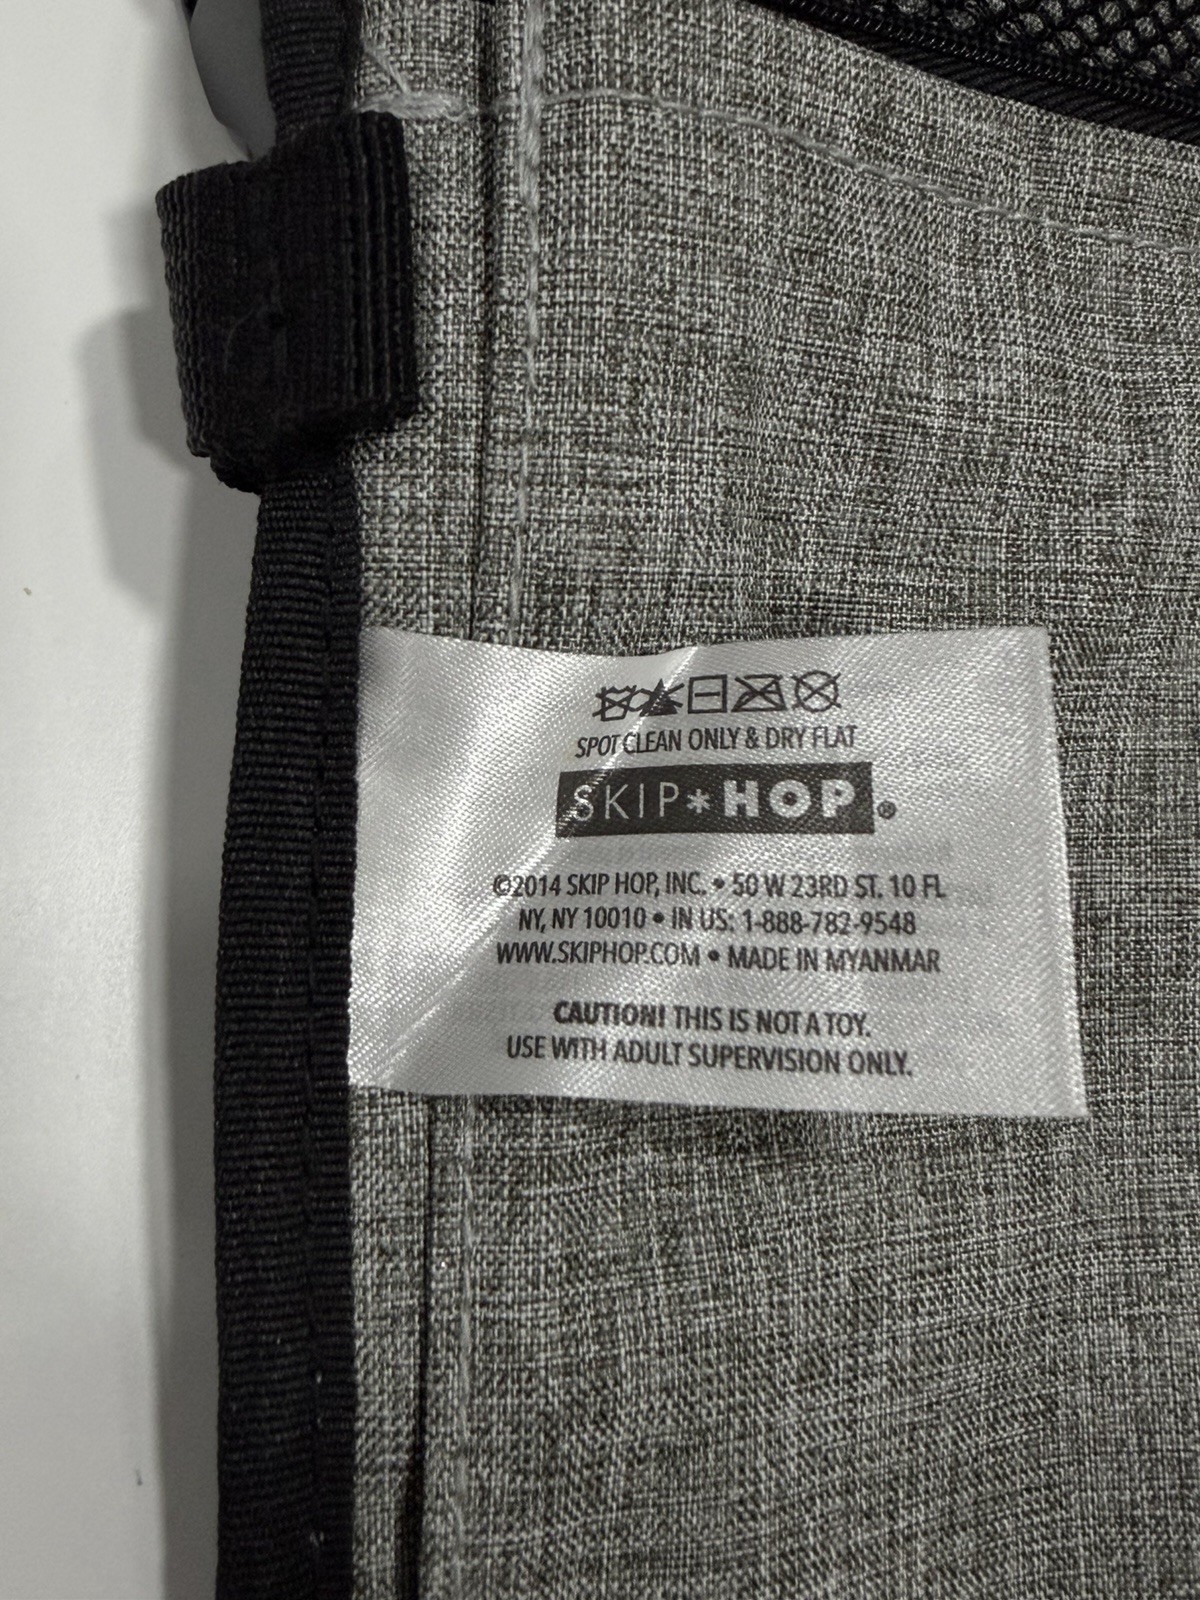 SPOT CLEAN ONLY & DRY FLAT
SKIP*HOP®
©2014 SKIP HOP, INC. • 50 W 23RD ST. 10 FL
NY, NY 10010 • IN US: 1-888-782-9548
WWW.SKIPHOP.COM • MADE IN MYANMAR
CAUTION! THIS IS NOT A TOY.
USE WITH ADULT SUPERVISION ONLY.